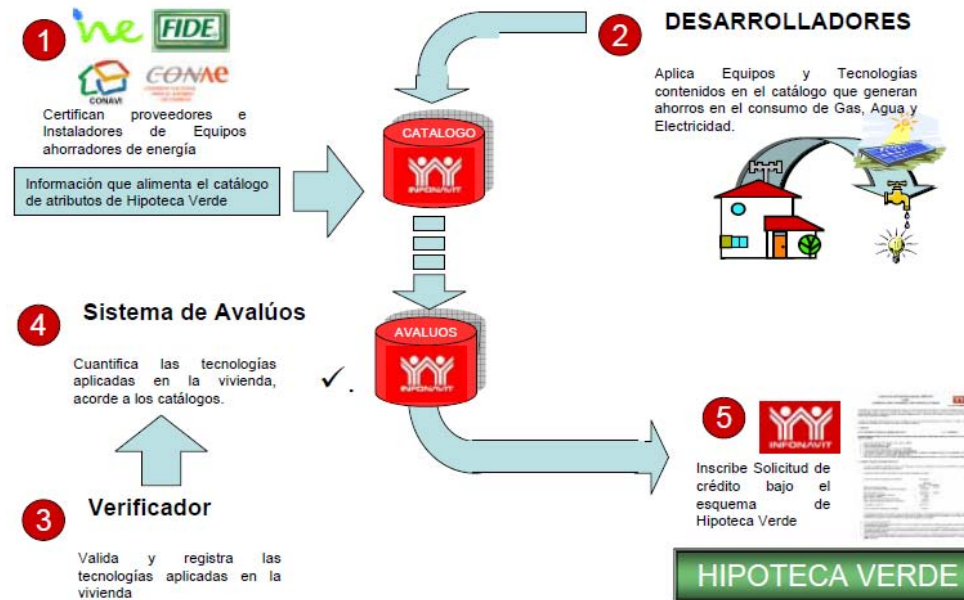 1
ine
FIDE
CONAVI
CONAE
Certifican proveedores e
Instaladores de Equipos
ahorradores de energía
Información que alimenta el catálogo
de atributos de Hipoteca Verde
CATALOGO
INFONAVIT
2
DESARROLLADORES
Aplica Equipos y Tecnologías
contenidos en el catálogo que generan
ahorros en el consumo de Gas, Agua y
Electricidad.
3
Verificador
Valida y registra las
tecnologías aplicadas en la
vivienda
4
Sistema de Avalúos
Cuantifica las tecnologías
aplicadas en la vivienda,
acorde a los catálogos.
✓.
AVALUOS
INFONAVIT
5
INFONAVIT
Inscribe Solicitud de
crédito bajo el
esquema de
Hipoteca Verde
HIPOTECA VERDE